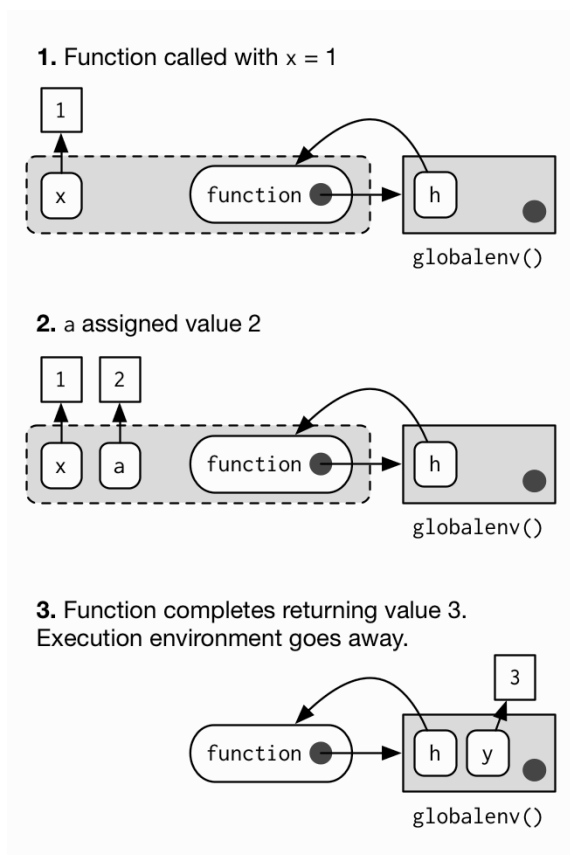 1. Function called with x = 1
1
x
function
h
globalenv()
2. a assigned value 2
1
2
x
a
function
h
globalenv()
3. Function completes returning value 3.
Execution environment goes away.
3
function
h
y
globalenv()